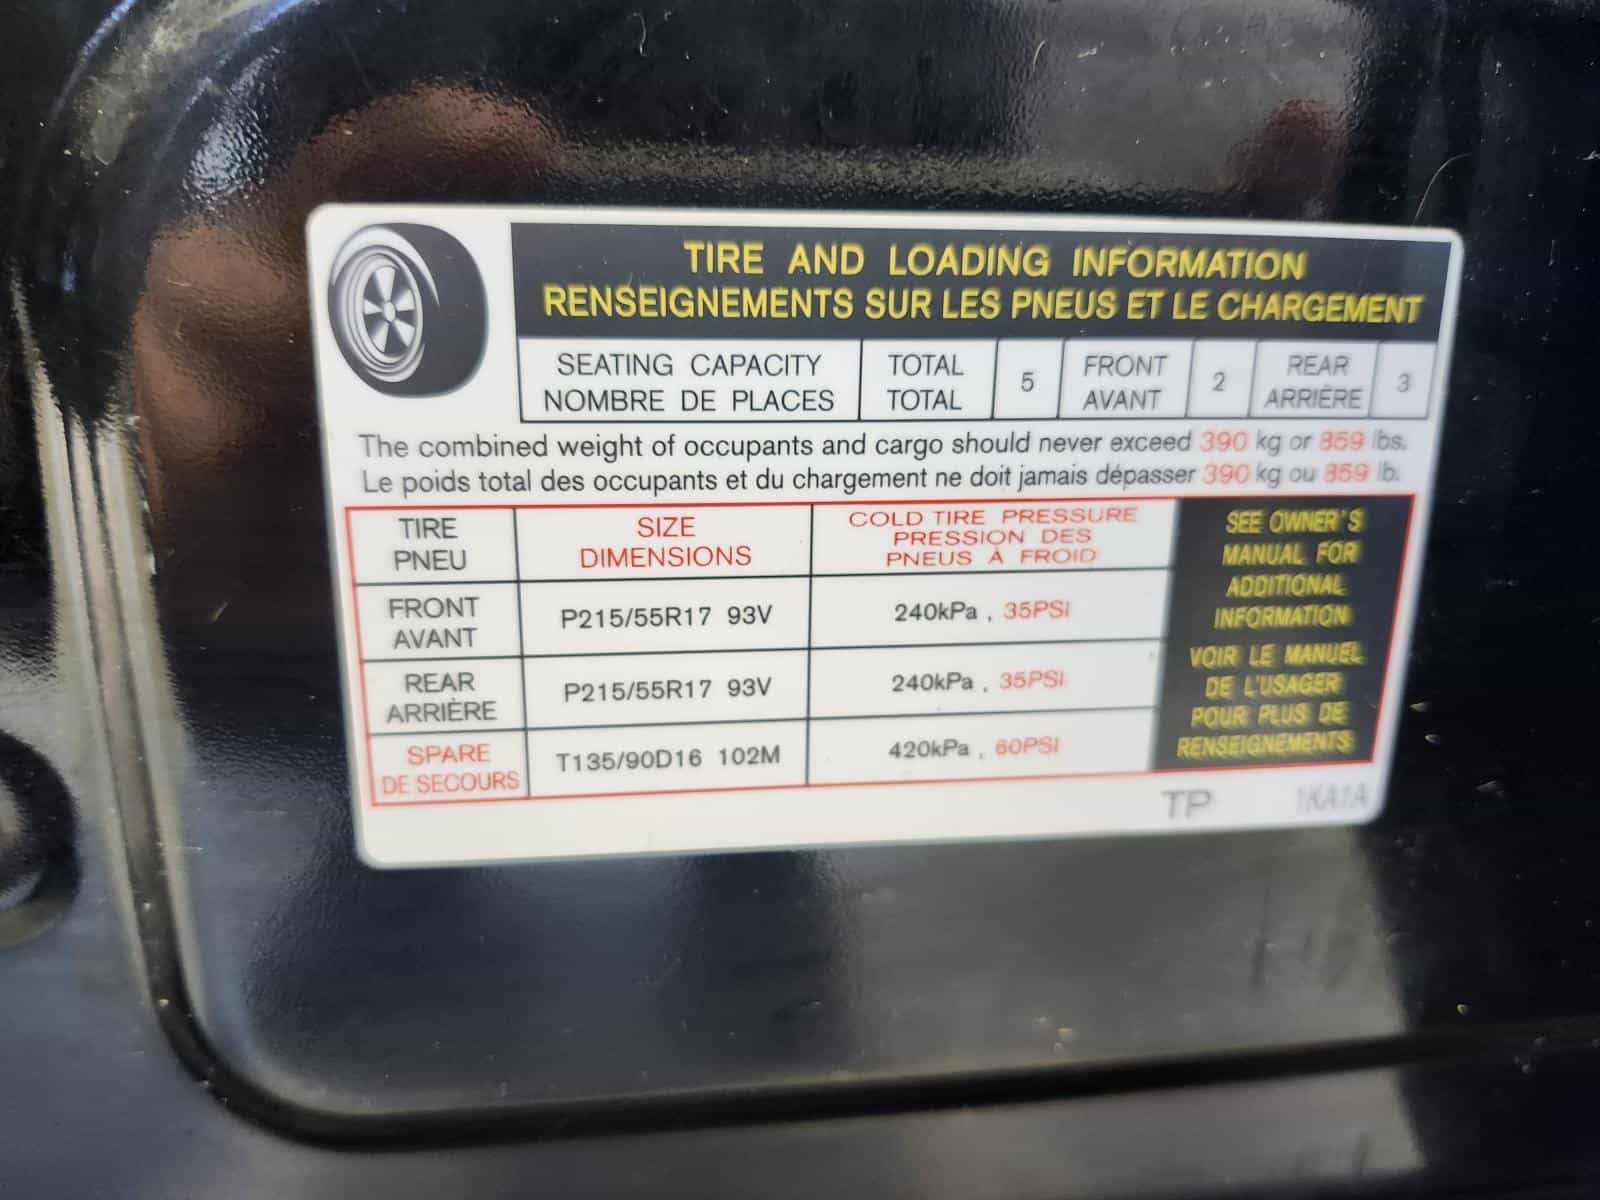 TIRE AND LOADING INFORMATION
RENSEIGNEMENTS SUR LES PNEUS ET LE CHARGEMENT
SEATING CAPACITY
NOMBRE DE PLACES
TOTAL
TOTAL
5
FRONT
AVANT
2
REAR
ARRIÈRE
3
The combined weight of occupants and cargo should never exceed 390 kg or 859 lbs.
Le poids total des occupants et du chargement ne doit jamais dépasser 390 kg ou 859 lb.
TIRE
PNEU
SIZE
DIMENSIONS
COLD TIRE PRESSURE
PRESSION DES
PNEUS À FROID
FRONT
AVANT
P215/55R17 93V
240kPa , 35PSI
REAR
ARRIÈRE
P215/55R17 93V
240kPa , 35PSI
SPARE
DE SECOURS
T135/90D16 102M
420kPa , 60PSI
SEE OWNER'S
MANUAL FOR
ADDITIONAL
INFORMATION
VOIR LE MANUEL
DE L'USAGER
POUR PLUS DE
RENSEIGNEMENTS
TP
1KA1A